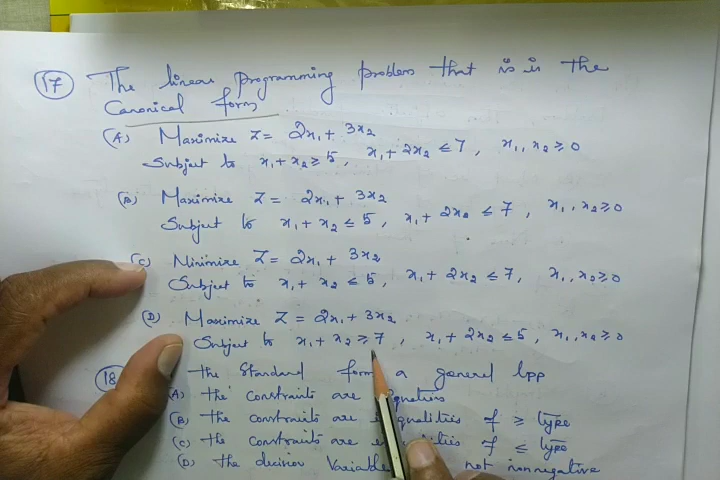 17 The linear programming problem that is in the
Canonical form
(A) Maximize Z = 2x₁ + 3x₂
Subject to x₁ + x₂ ≥ 5, x₁ + 2x₂ ≤ 7, x₁, x₂ ≥ 0
(B) Maximize Z = 2x₁ + 3x₂
Subject to x₁ + x₂ ≤ 5, x₁ + 2x₂ ≤ 7, x₁, x₂ ≥ 0
(C) Minimize Z = 2x₁ + 3x₂
Subject to x₁ + x₂ ≤ 5, x₁ + 2x₂ ≤ 7, x₁, x₂ ≥ 0
(D) Maximize Z = 2x₁ + 3x₂
Subject to x₁ + x₂ ≥ 7, x₁ + 2x₂ ≤ 5, x₁, x₂ ≥ 0
18 the Standard form a general lpp
(A) the constraints are
(B) the constraints are of ≥ type
(C) the constraints are of ≤ type
(D) the decision Variable not nonnegative